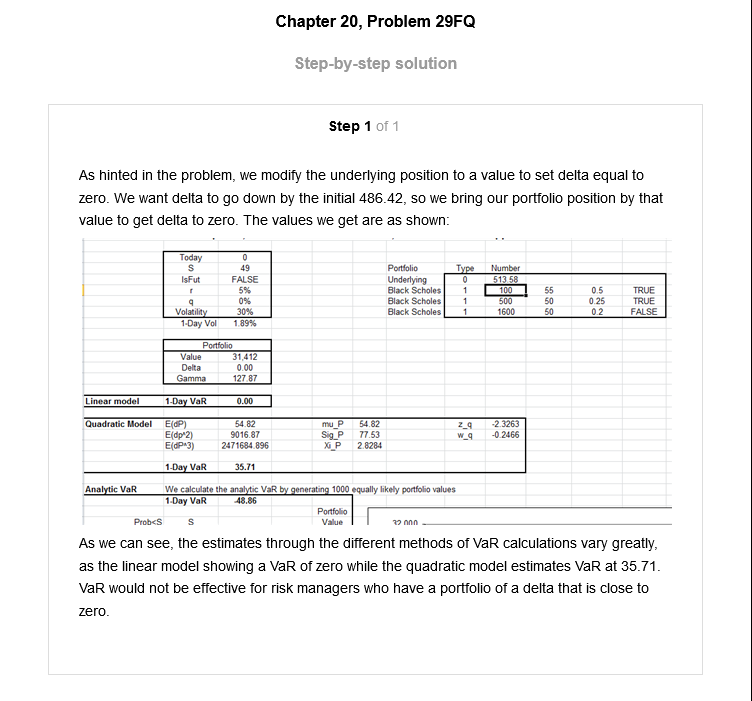 Chapter 20, Problem 29FQ
Step-by-step solution
Step 1 of 1
As hinted in the problem, we modify the underlying position to a value to set delta equal to
zero. We want delta to go down by the initial 486.42, so we bring our portfolio position by that
value to get delta to zero. The values we get are as shown:
Today 0
S 49
IsFut FALSE Portfolio Type Number
r 5% Underlying 0 513.58
q 0% Black Scholes 1 100 55 0.5 TRUE
Volatility 30% Black Scholes 1 500 50 0.25 TRUE
1-Day Vol 1.89% Black Scholes 1 1600 50 0.2 FALSE
Portfolio
Value 31,412
Delta 0.00
Gamma 127.87
Linear model 1-Day VaR 0.00
Quadratic Model E(dP) 54.82 mu_P 54.82 z_q -2.3263
E(dp^2) 9016.87 Sig_P 77.53 w_q -0.2466
E(dP^3) 2471684.896 Xi_P 2.8284
1-Day VaR 35.71
Analytic VaR We calculate the analytic VaR by generating 1000 equally likely portfolio values
1-Day VaR -48.86
Portfolio
Prob<S S Value 32,000
As we can see, the estimates through the different methods of VaR calculations vary greatly,
as the linear model showing a VaR of zero while the quadratic model estimates VaR at 35.71.
VaR would not be effective for risk managers who have a portfolio of a delta that is close to
zero.